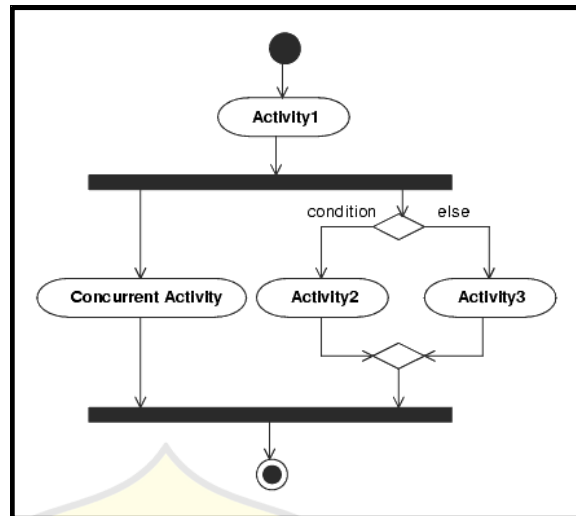 Activity1
condition
else
Concurrent Activity
Activity2
Activity3